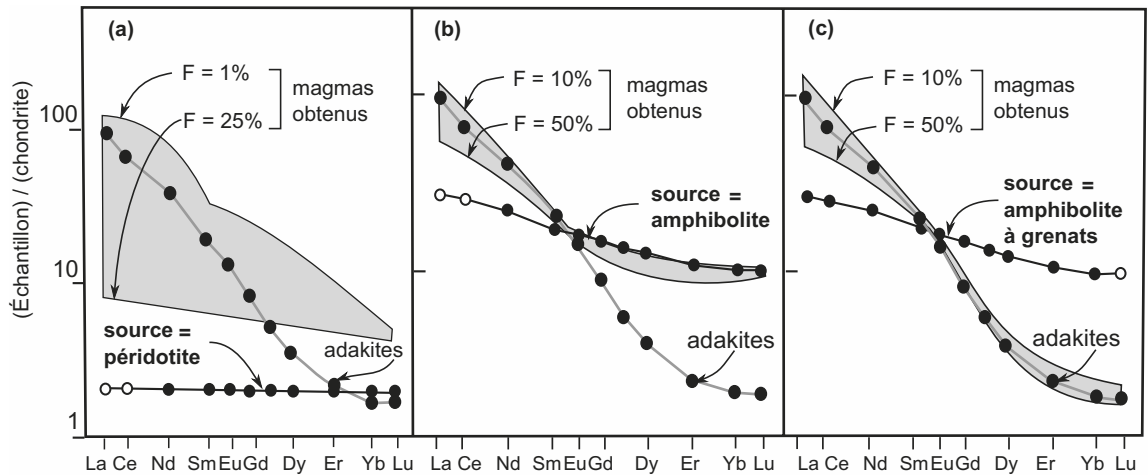 (Échantillon) / (chondrite)
100
10
1
(a)
F = 1%
F = 25%
magmas
obtenus
source =
péridotite
adakites
La Ce Nd Sm Eu Gd Dy Er Yb Lu
(b)
F = 10%
F = 50%
magmas
obtenus
source =
amphibolite
adakites
La Ce Nd Sm Eu Gd Dy Er Yb Lu
(c)
F = 10%
F = 50%
magmas
obtenus
source =
amphibolite
à grenats
adakites
La Ce Nd Sm Eu Gd Dy Er Yb Lu